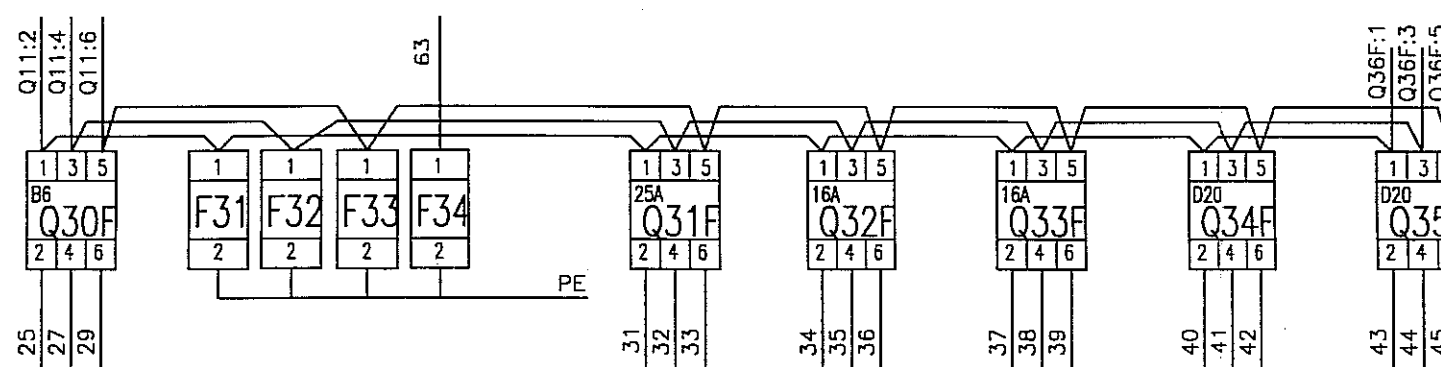 Q11:2 Q11:4 Q11:6 63 Q36F:1 Q36F:3 Q36F:5
1 3 5 1 1 1 1 1 3 5 1 3 5 1 3 5 1 3 5 1 3
B6 25A 16A 16A D20 D20
Q30F F31 F32 F33 F34 Q31F Q32F Q33F Q34F Q35
2 4 6 2 2 2 2 2 4 6 2 4 6 2 4 6 2 4 6 2 4
PE
25 27 29 31 32 33 34 35 36 37 38 39 40 41 42 43 44 45